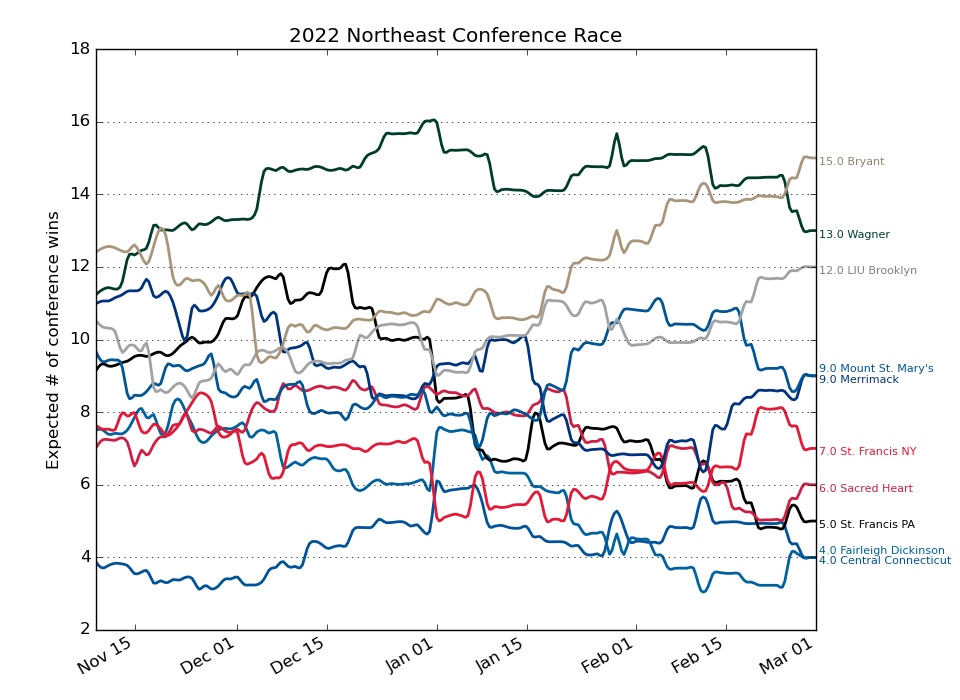 2022 Northeast Conference Race
Expected # of conference wins
18
16
14
12
10
8
6
4
2
Nov 15
Dec 01
Dec 15
Jan 01
Jan 15
Feb 01
Feb 15
Mar 01
15.0 Bryant
13.0 Wagner
12.0 LIU Brooklyn
9.0 Mount St. Mary's
9.0 Merrimack
7.0 St. Francis NY
6.0 Sacred Heart
5.0 St. Francis PA
4.0 Fairleigh Dickinson
4.0 Central Connecticut